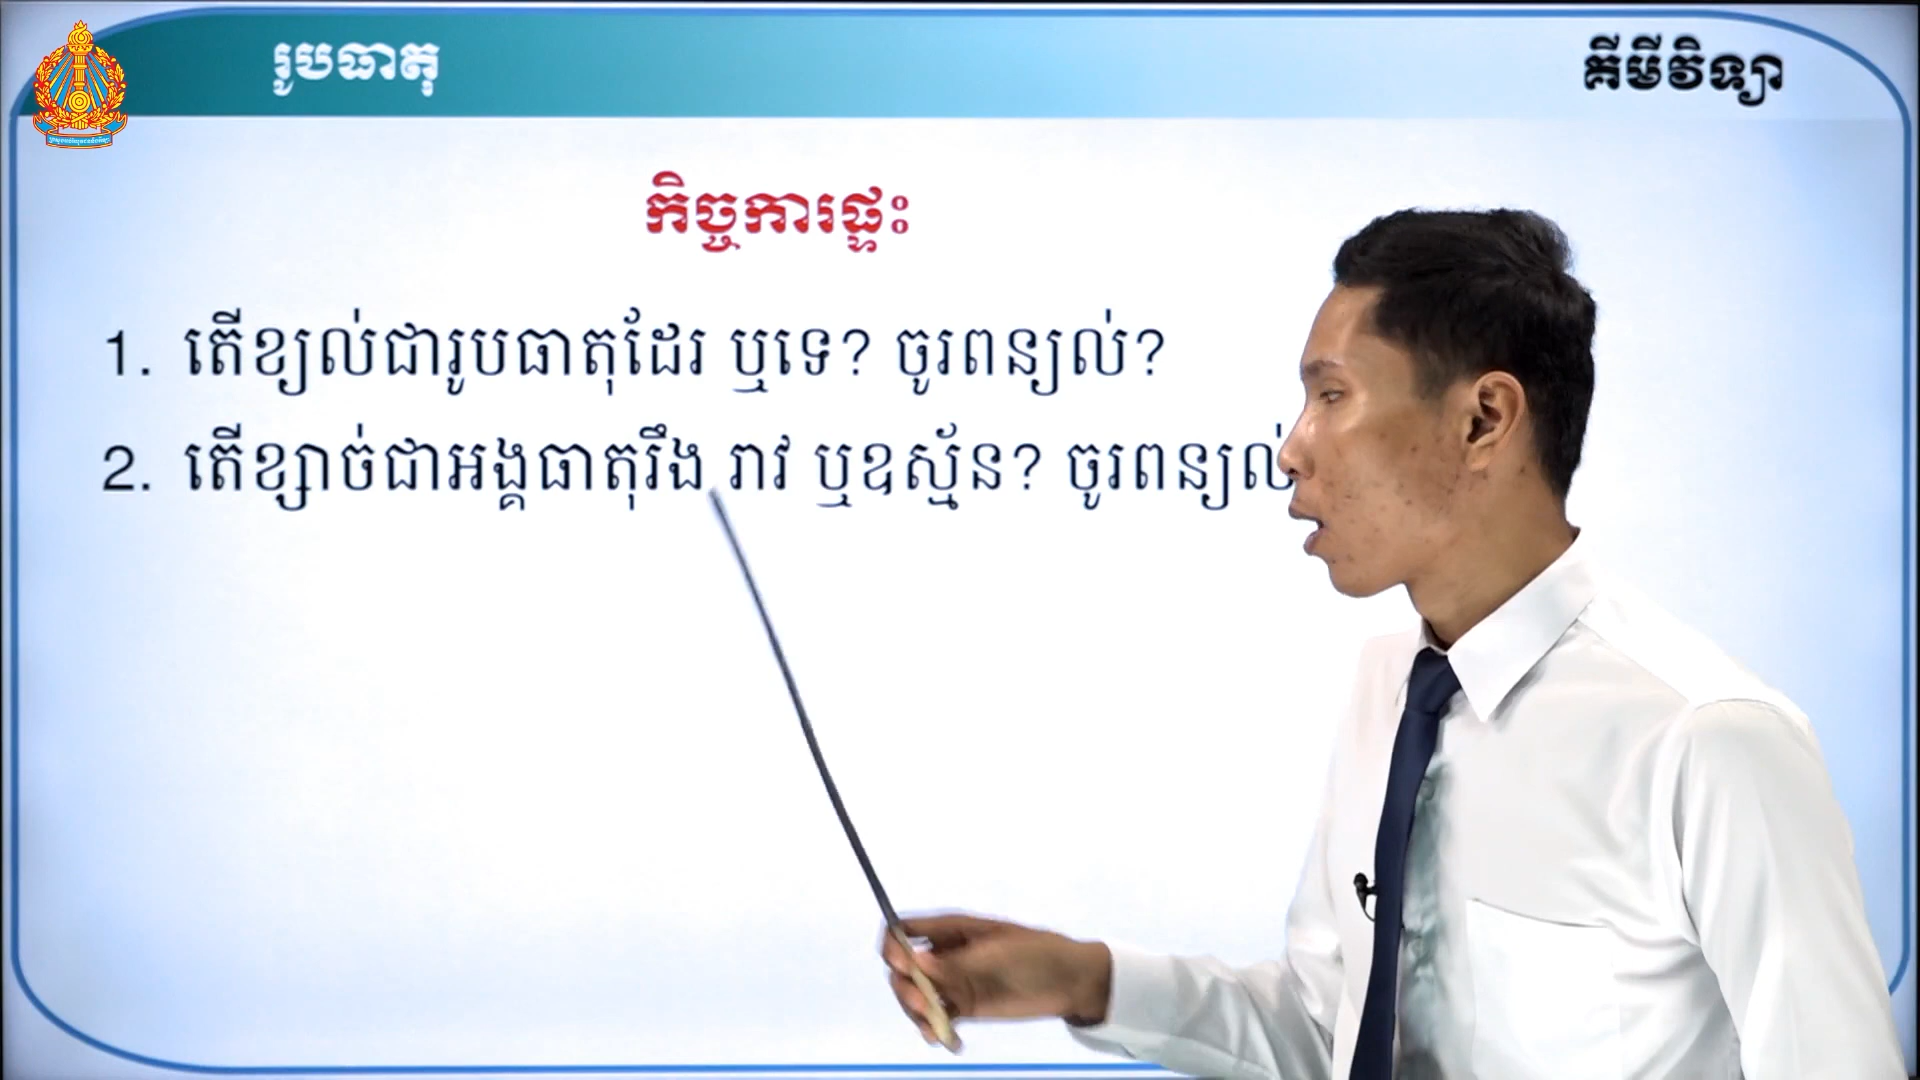 រូបធាតុ
គីមីវិទ្យា
កិច្ចការផ្ទះ
1. តើខ្យល់ជារូបធាតុដែរ ឬទេ? ចូរពន្យល់?
2. តើខ្សាច់ជាអង្គធាតុរឹង រាវ ឬឧស្ម័ន? ចូរពន្យល់